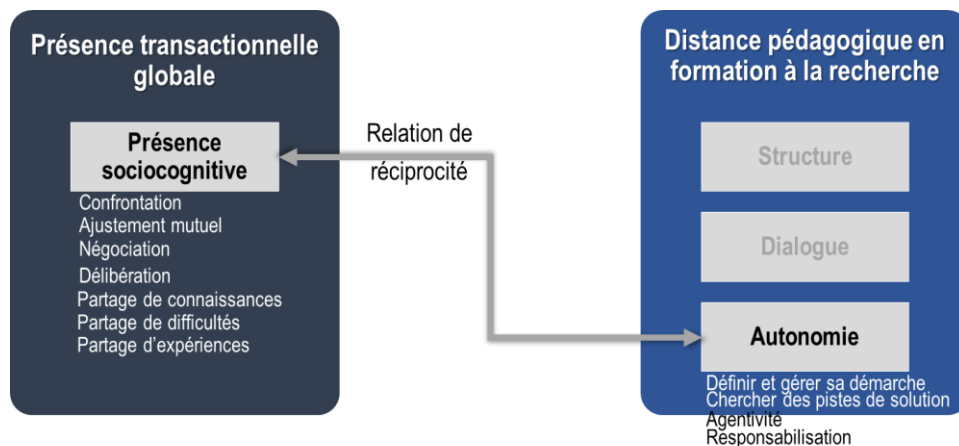 Présence transactionnelle
globale
Présence
sociocognitive
Confrontation
Ajustement mutuel
Négociation
Délibération
Partage de connaissances
Partage de difficultés
Partage d'expériences
Relation de
réciprocité
Distance pédagogique en
formation à la recherche
Structure
Dialogue
Autonomie
Définir et gérer sa démarche
Chercher des pistes de solution
Agentivité
Responsabilisation